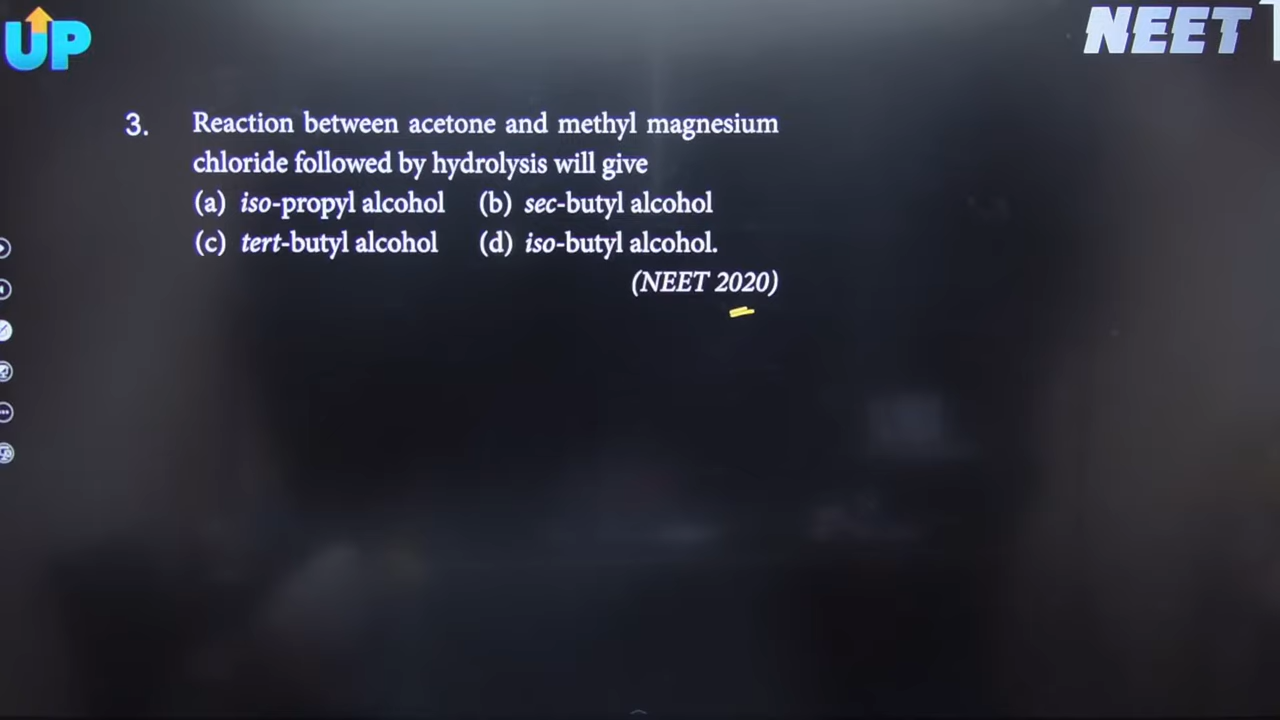 UP
NEET
3. Reaction between acetone and methyl magnesium
chloride followed by hydrolysis will give
(a) iso-propyl alcohol (b) sec-butyl alcohol
(c) tert-butyl alcohol (d) iso-butyl alcohol.
(NEET 2020)